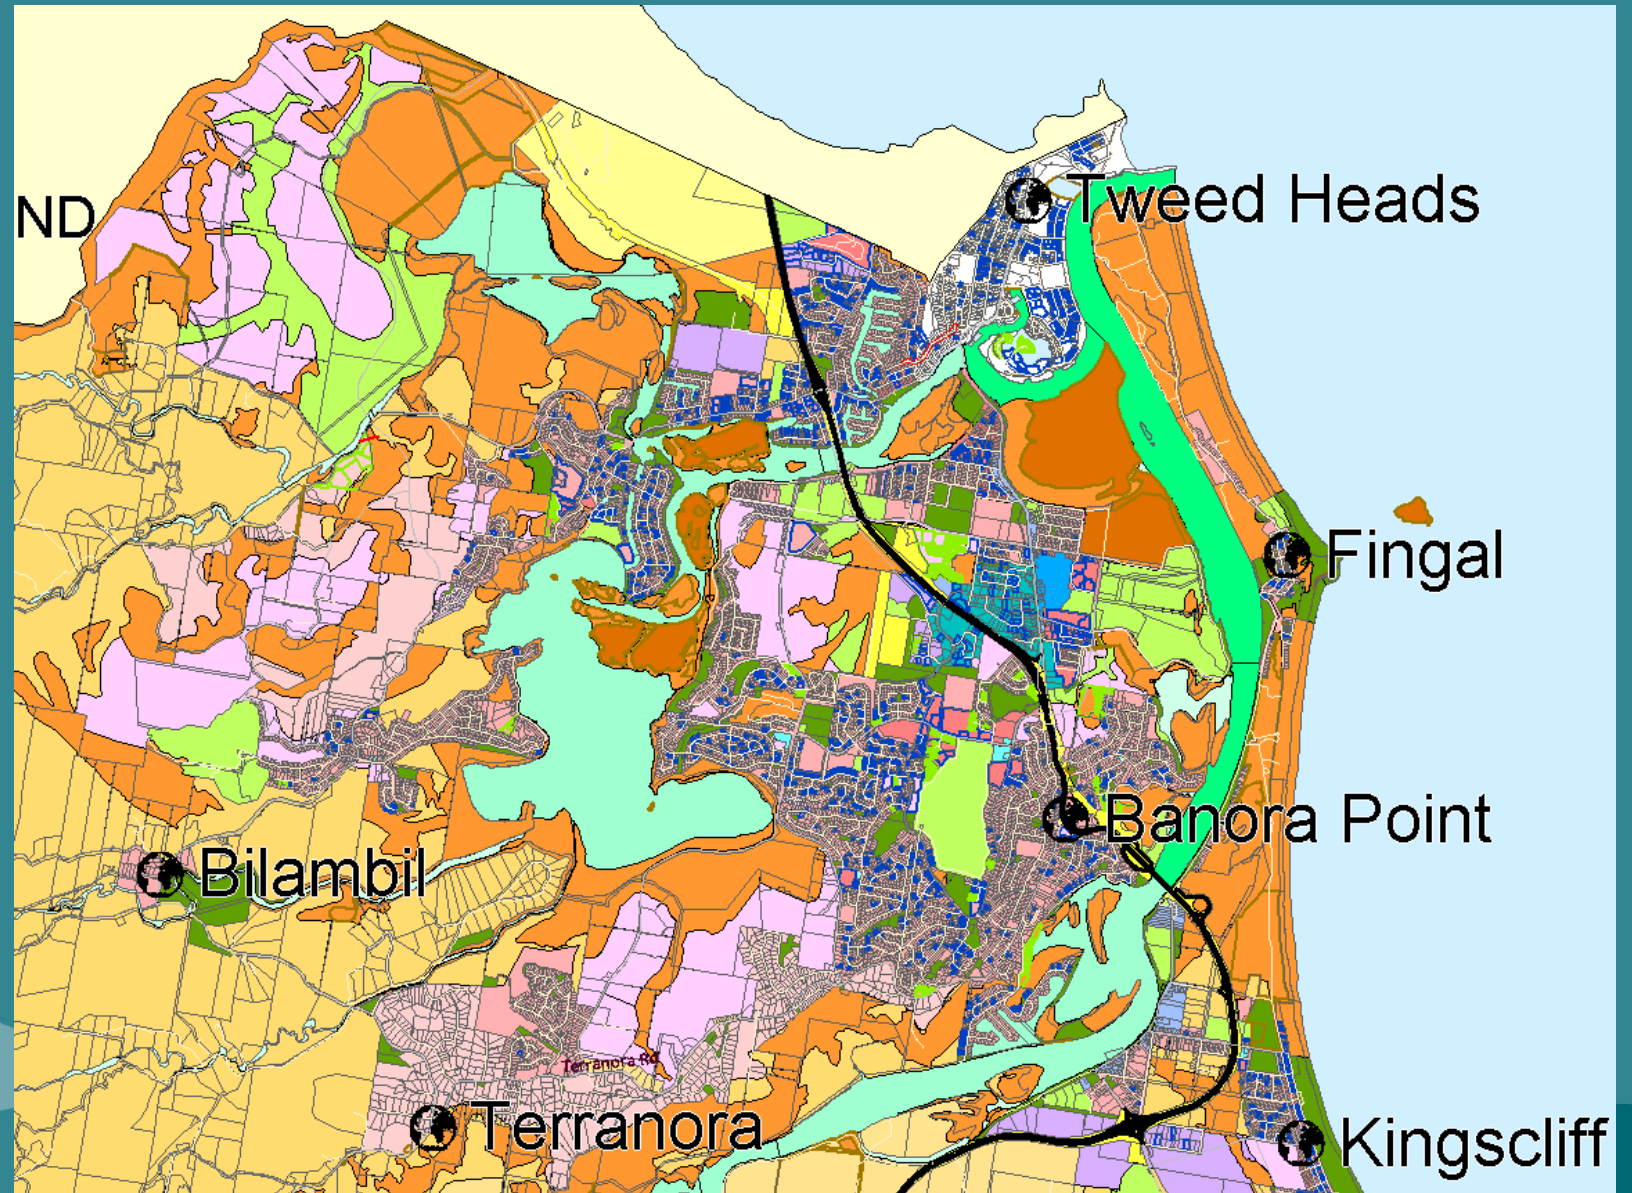 Tweed Heads
ND
Fingal
Banora Point
Bilambil
Terranora Rd
Terranora
Kingscliff